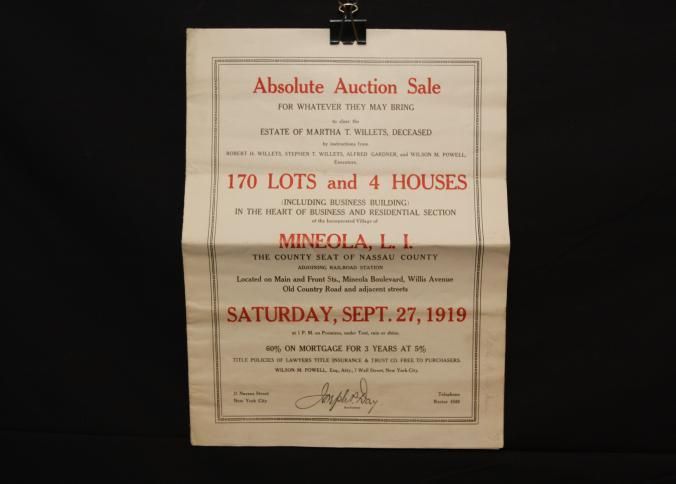 Absolute Auction Sale
FOR WHATEVER THEY MAY BRING
to close the
ESTATE OF MARTHA T. WILLETS, DECEASED
by instructions from
ROBERT H. WILLETS, STEPHEN T. WILLETS, ALFRED GARDNER, and WILSON M. POWELL,
Executors.
170 LOTS and 4 HOUSES
(INCLUDING BUSINESS BUILDING)
IN THE HEART OF BUSINESS AND RESIDENTIAL SECTION
of the Incorporated Village of
MINEOLA, L. I.
THE COUNTY SEAT OF NASSAU COUNTY
ADJOINING RAILROAD STATION
Located on Main and Front Sts., Mineola Boulevard, Willis Avenue
Old Country Road and adjacent streets
SATURDAY, SEPT. 27, 1919
at 1 P. M. on Premises, under Tent, rain or shine.
60% ON MORTGAGE FOR 3 YEARS AT 5%
TITLE POLICIES OF LAWYERS TITLE INSURANCE & TRUST CO. FREE TO PURCHASERS.
WILSON M. POWELL, Esq., Atty., 7 Wall Street, New York City.
Nassau Street
New York City
Joseph P. Day
Auctioneer
Telephone
Rector